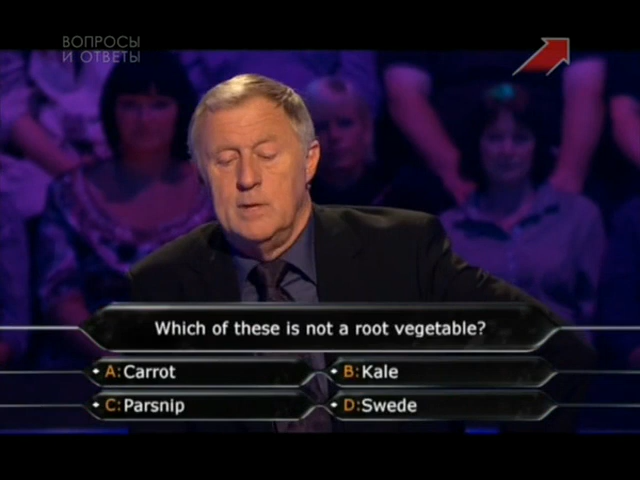 ВОПРОСЫ
И ОТВЕТЫ
Which of these is not a root vegetable?
A: Carrot
B: Kale
C: Parsnip
D: Swede